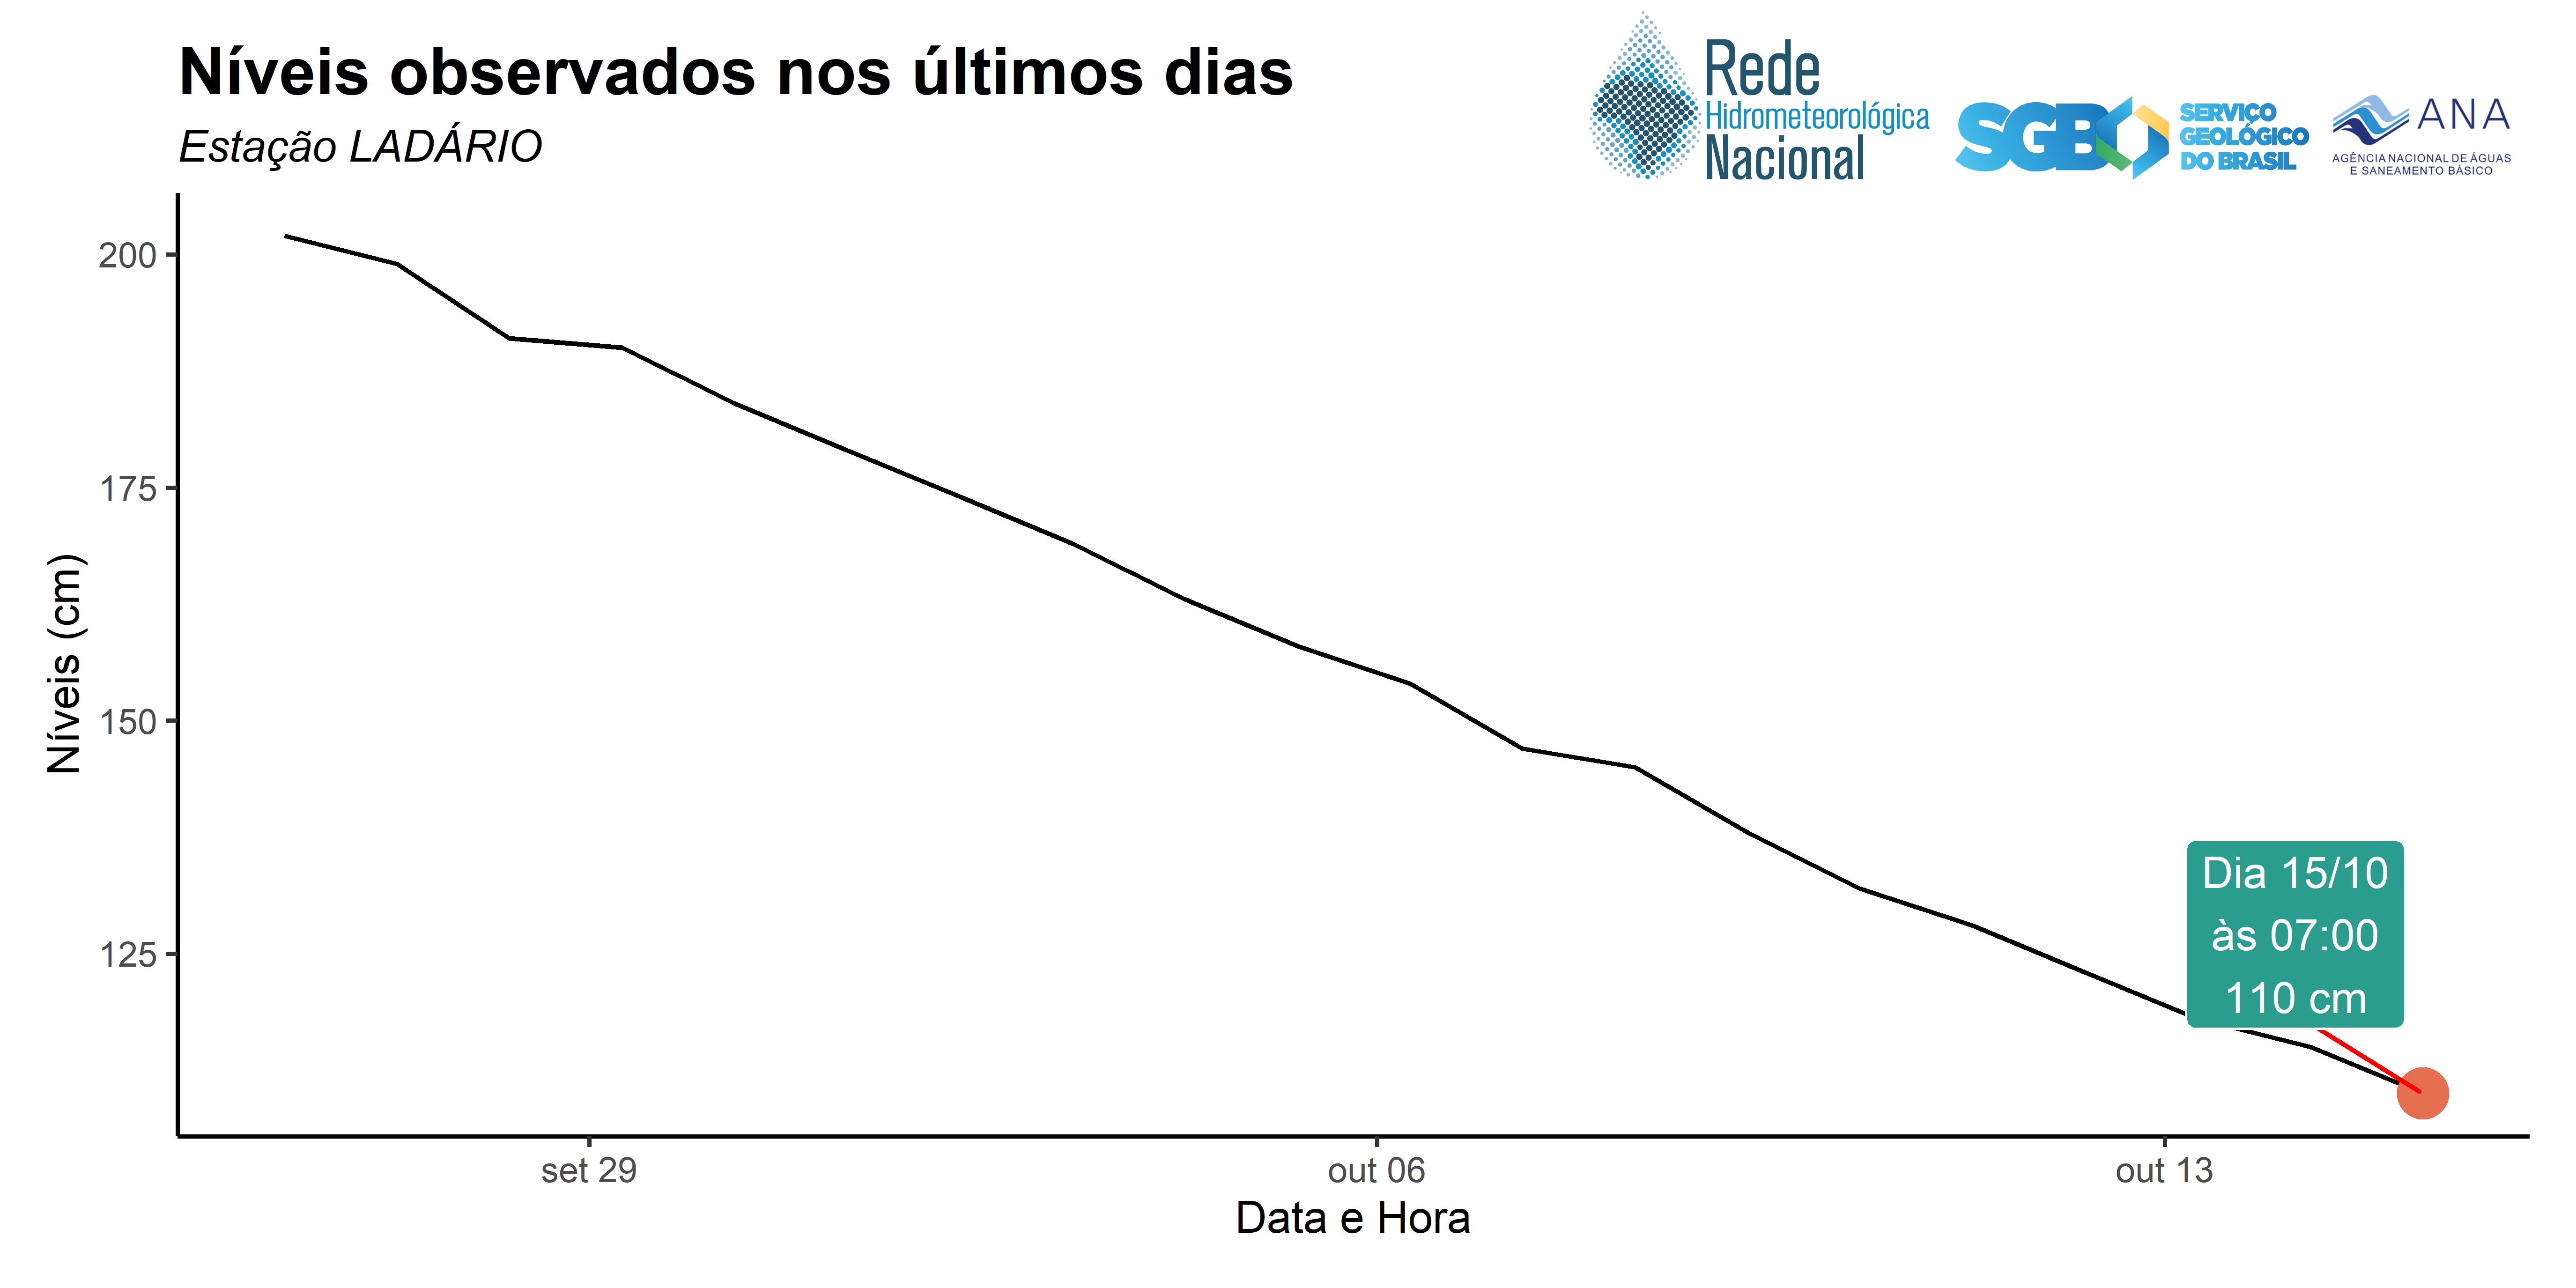 Níveis observados nos últimos dias
Estação LADÁRIO
Rede
Hidrometeorológica
Nacional
SGB
SERVIÇO
GEOLÓGICO
DO BRASIL
ANA
AGÊNCIA NACIONAL DE ÁGUAS
E SANEAMENTO BÁSICO
Níveis (cm)
200
175
150
125
Dia 15/10
às 07:00
110 cm
set 29
out 06
out 13
Data e Hora